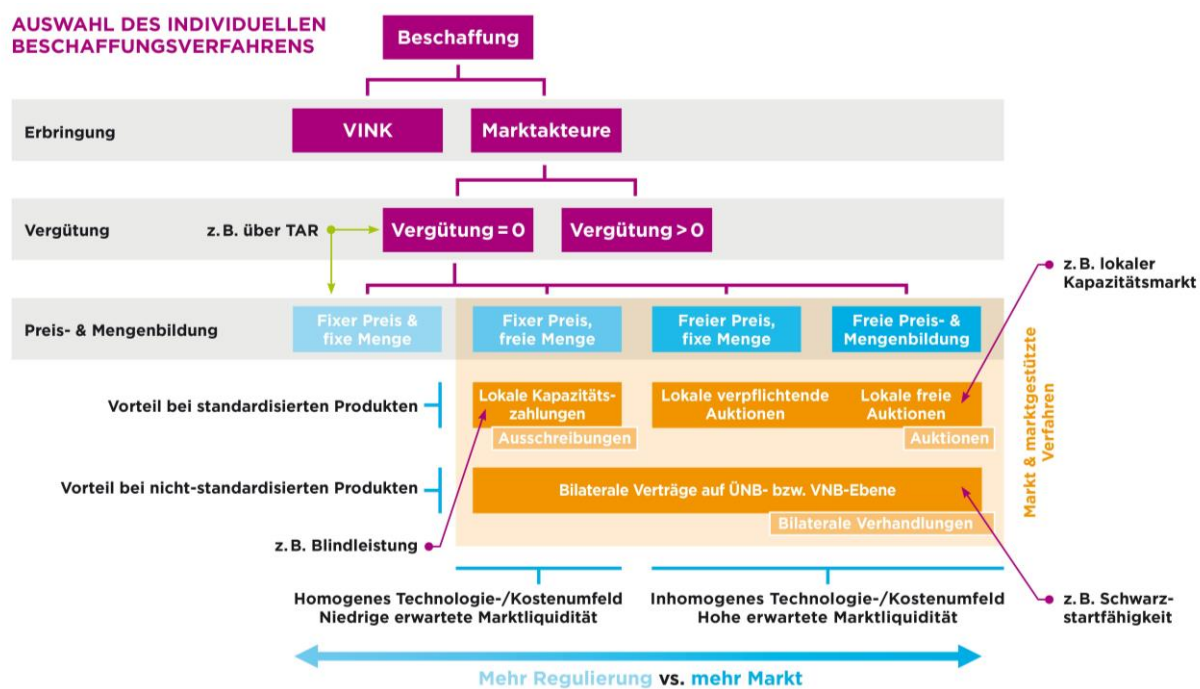 AUSWAHL DES INDIVIDUELLEN
BESCHAFFUNGSVERFAHRENS
Beschaffung
Erbringung
VINK
Marktakteure
Vergütung
z. B. über TAR
Vergütung = 0
Vergütung > 0
z. B. lokaler
Kapazitätsmarkt
Preis- & Mengenbildung
Fixer Preis &
fixe Menge
Fixer Preis,
freie Menge
Freier Preis,
fixe Menge
Freie Preis- &
Mengenbildung
Vorteil bei standardisierten Produkten
Lokale Kapazitäts-
zahlungen
Ausschreibungen
Lokale verpflichtende
Auktionen
Lokale freie
Auktionen
Auktionen
Markt & marktgestützte
Verfahren
Vorteil bei nicht-standardisierten Produkten
Bilaterale Verträge auf ÜNB- bzw. VNB-Ebene
Bilaterale Verhandlungen
z. B. Blindleistung
Homogenes Technologie-/Kostenumfeld
Niedrige erwartete Marktliquidität
Inhomogenes Technologie-/Kostenumfeld
Hohe erwartete Marktliquidität
z. B. Schwarz-
startfähigkeit
Mehr Regulierung vs. mehr Markt